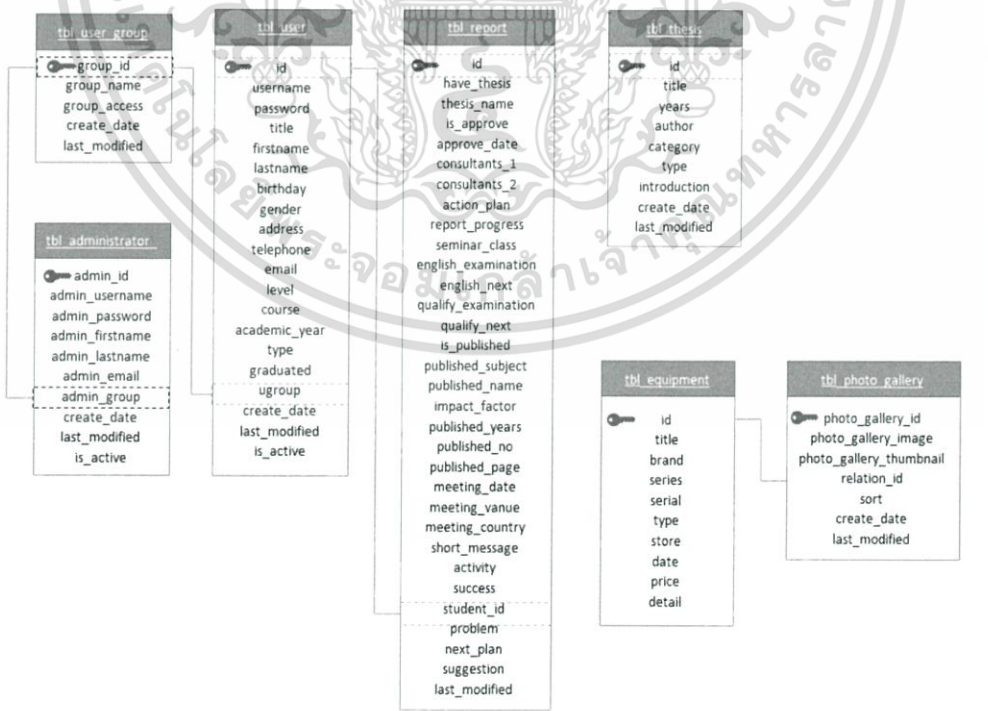 tbl_user_group
group_id
group_name
group_access
create_date
last_modified
tbl_administrator
admin_id
admin_username
admin_password
admin_firstname
admin_lastname
admin_email
admin_group
create_date
last_modified
is_active
tbl_user
id
username
password
title
firstname
lastname
birthday
gender
address
telephone
email
level
course
academic_year
type
graduated
ugroup
create_date
last_modified
is_active
tbl_report
id
have_thesis
thesis_name
is_approve
approve_date
consultants_1
consultants_2
action_plan
report_progress
seminar_class
english_examination
english_next
qualify_examination
qualify_next
is_published
published_subject
published_name
impact_factor
published_years
published_no
published_page
meeting_date
meeting_vanue
meeting_country
short_message
activity
success
student_id
problem
next_plan
suggestion
last_modified
tbl_thesis
id
title
years
author
category
type
introduction
create_date
last_modified
tbl_equipment
id
title
brand
series
serial
type
store
date
price
detail
tbl_photo_gallery
photo_gallery_id
photo_gallery_image
photo_gallery_thumbnail
relation_id
sort
create_date
last_modified